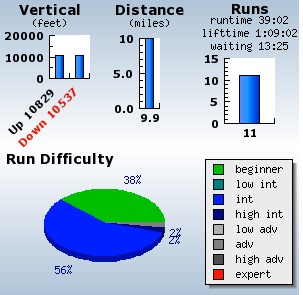 Vertical
(feet)
Distance
(miles)
Runs
runtime 39:02
lifttime 1:09:02
waiting 13:25
20000
10000
0
Up 10829
Down 10537
10
5.0
0.0
9.9
15
10
5
0
11
Run Difficulty
38%
2%
2%
56%
beginner
low int
int
high int
low adv
adv
high adv
expert